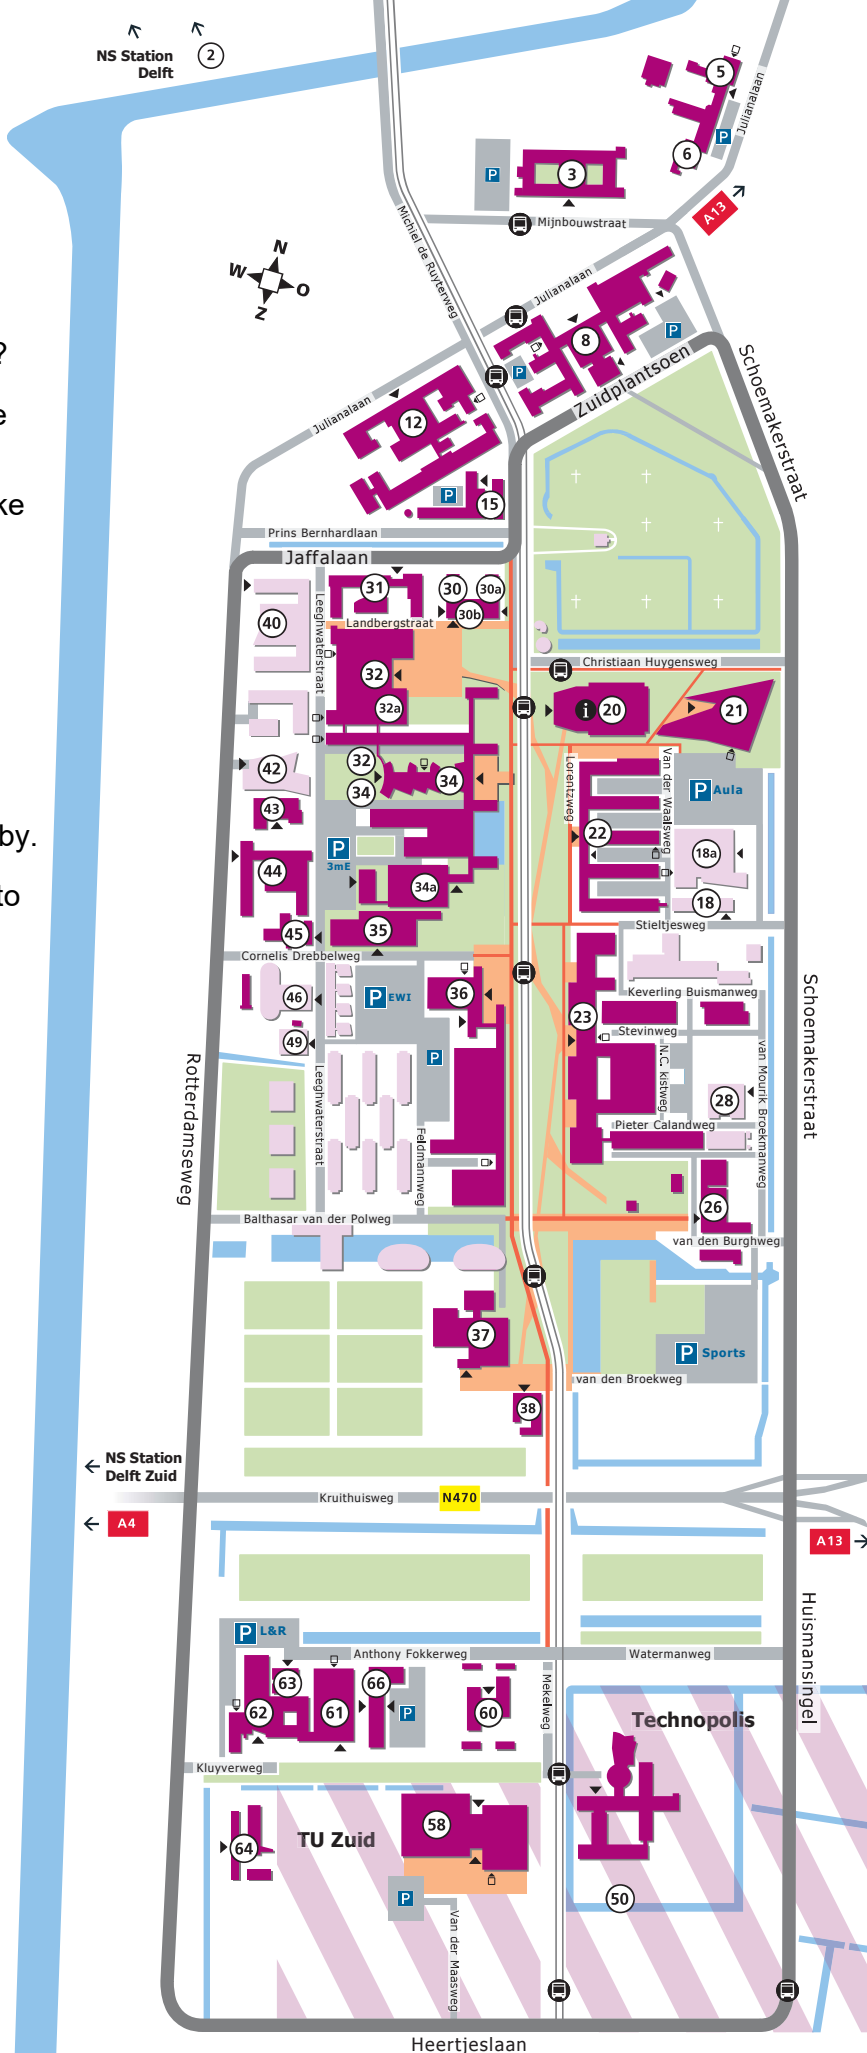 NS Station
Delft
2
5
Julianalaan
P
6
3
P
A13
Mijnbouwstraat
Michiel de Ruyterweg
N
W
O
Z
Julianalaan
8
P
P
Zuidplantsoen
Schoemakerstraat
?
e
ke
Julianalaan
12
P
15
Prins Bernhardlaan
Jaffalaan
31
30
30a
30b
40
Leeghwaterstraat
Landbergstraat
32
32a
Christiaan Huygensweg
i
20
21
42
32
34
34
Lorentzweg
Van der Waalsweg
P Aula
43
by.
P
3mE
22
18a
44
34a
to
18
45
35
Stieltjesweg
Cornelis Drebbelweg
46
P EWI
36
Keverling Buismanweg
23
Stevinweg
49
P
N.C. kistweg
van Mourik Broekmanweg
Schoemakerstraat
Rotterdamseweg
Leeghwaterstraat
Feldmannweg
28
Pieter Calandweg
26
Balthasar van der Polweg
van den Burghweg
37
P Sports
van den Broekweg
38
NS Station
Delft Zuid
Kruithuisweg
N470
A4
A13
P L&R
Huismansingel
Anthony Fokkerweg
Watermanweg
63
66
62
61
P
60
Mekelweg
Technopolis
Kluyverweg
58
64
TU Zuid
P
50
Van der Maasweg
Heertjeslaan